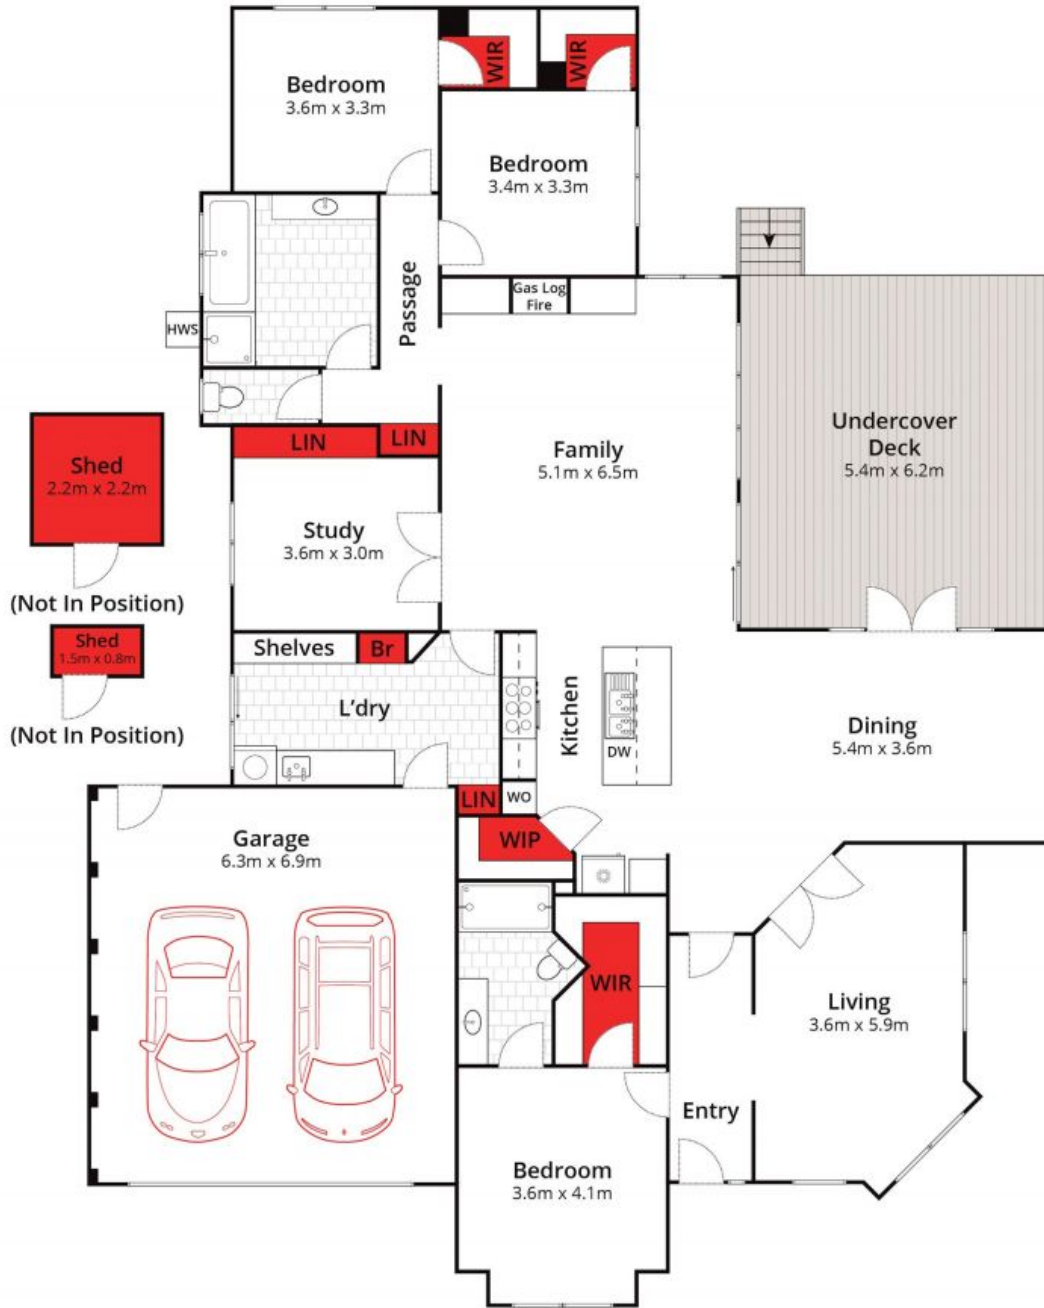 WIR
WIR
Bedroom
3.6m x 3.3m
Bedroom
3.4m x 3.3m
Passage
Gas Log
Fire
HWS
Undercover
Deck
5.4m x 6.2m
LIN
LIN
Family
5.1m x 6.5m
Shed
2.2m x 2.2m
Study
3.6m x 3.0m
(Not In Position)
Shed
1.5m x 0.8m
(Not In Position)
Shelves
Br
L'dry
Kitchen
DW
Dining
5.4m x 3.6m
LIN
WO
WIP
Garage
6.3m x 6.9m
WIR
Living
3.6m x 5.9m
Entry
Bedroom
3.6m x 4.1m